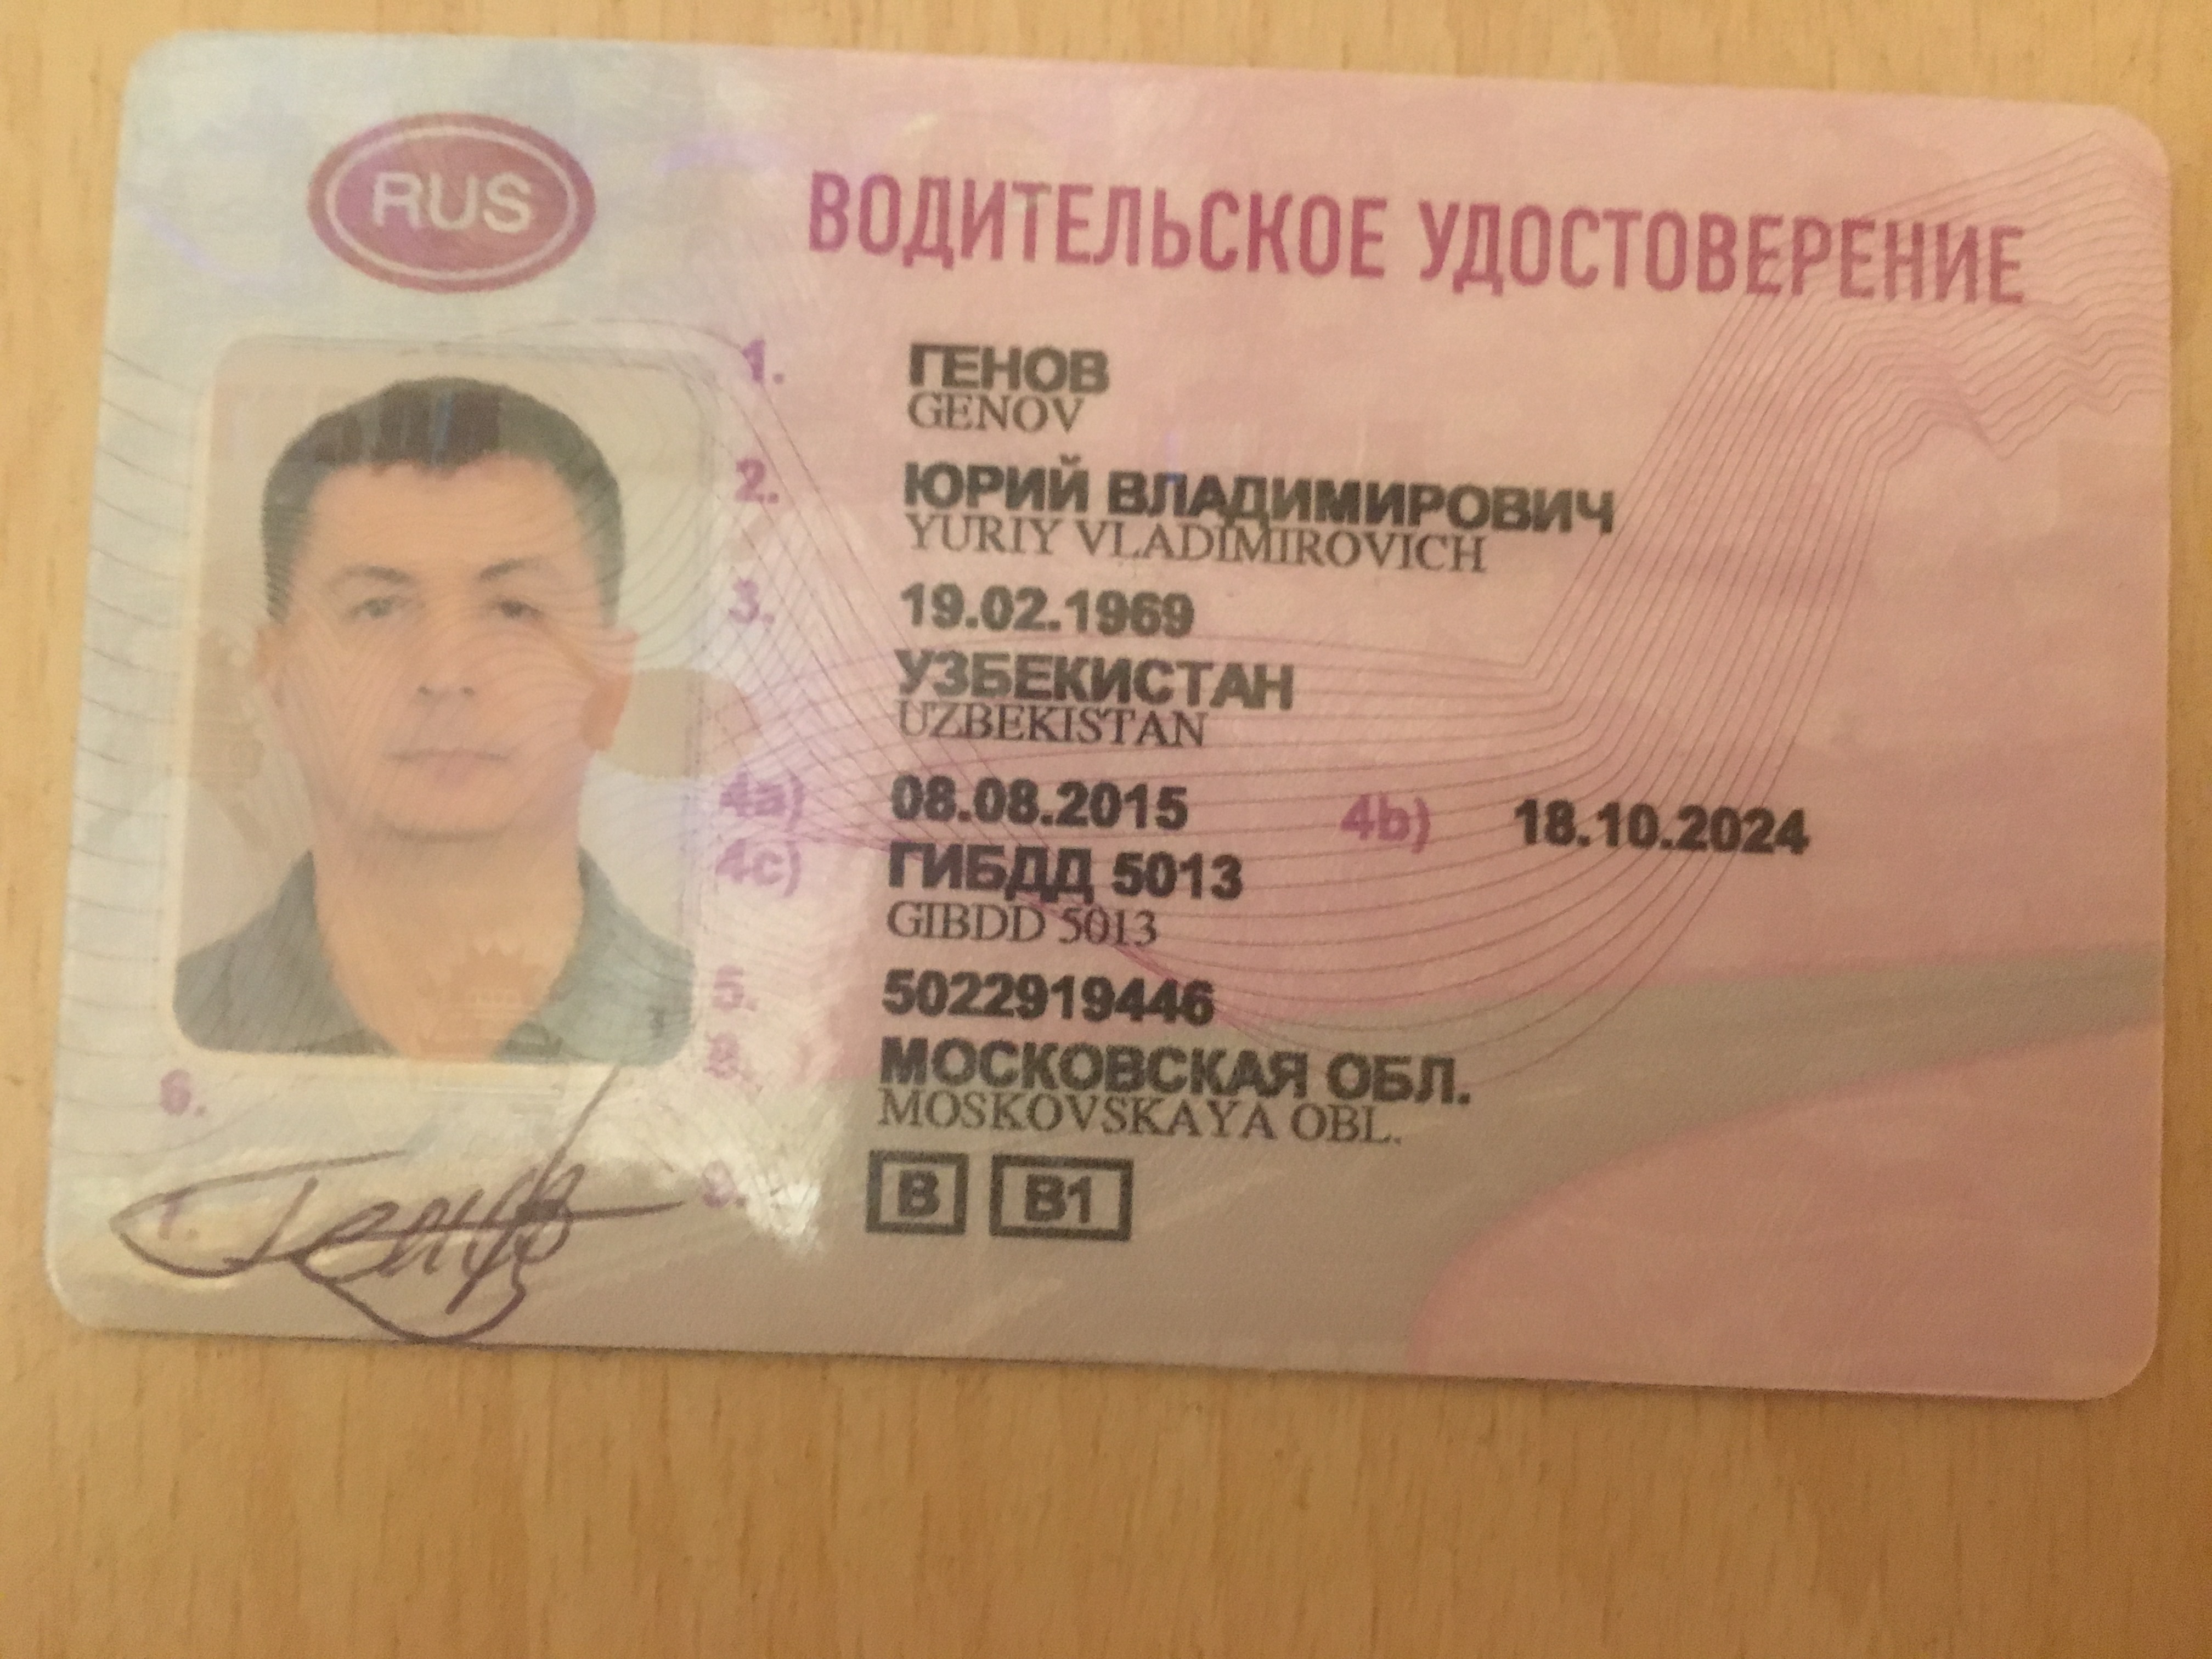 RUS
ВОДИТЕЛЬСКОЕ УДОСТОВЕРЕНИЕ
1. ГЕНОВ
GENOV
2. ЮРИЙ ВЛАДИМИРОВИЧ
YURIY VLADIMIROVICH
3. 19.02.1969
УЗБЕКИСТАН
UZBEKISTAN
4a) 08.08.2015 4b) 18.10.2024
4c) ГИБДД 5013
GIBDD 5013
5. 5022919446
8. МОСКОВСКАЯ ОБЛ.
MOSKOVSKAYA OBL.
6.
7.
9. B B1